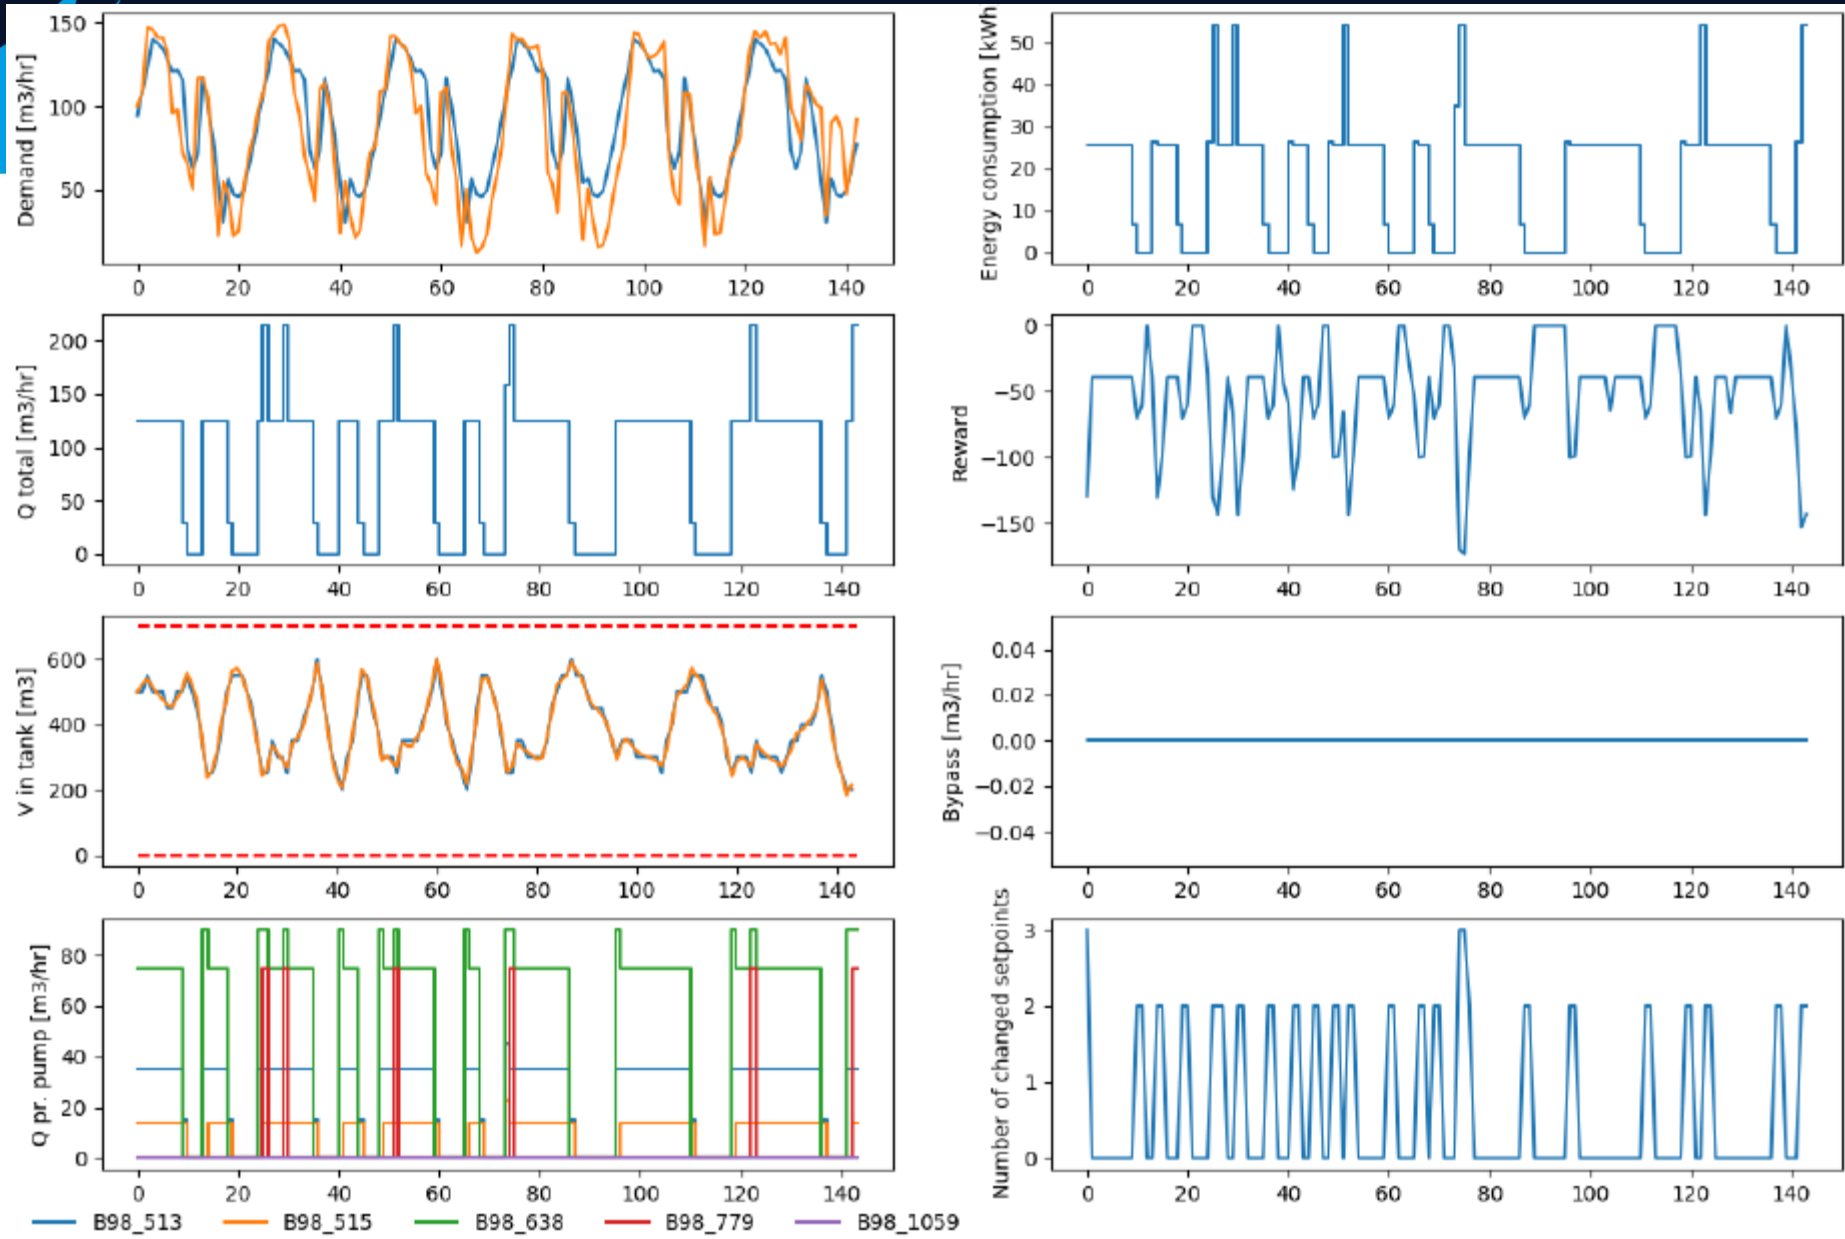 Demand [m3/hr]
150
100
50
0 20 40 60 80 100 120 140
Energy consumption [kWh
50
40
30
20
10
0
0 20 40 60 80 100 120 140
Q total [m3/hr]
200
150
100
50
0
0 20 40 60 80 100 120 140
Reward
0
−50
−100
−150
0 20 40 60 80 100 120 140
V in tank [m3]
600
400
200
0
0 20 40 60 80 100 120 140
Bypass [m3/hr]
0.04
0.02
0.00
−0.02
−0.04
0 20 40 60 80 100 120 140
Q pr. pump [m3/hr]
80
60
40
20
0
0 20 40 60 80 100 120 140
Number of changed setpoints
3
2
1
0
0 20 40 60 80 100 120 140
B98_513 B98_515 B98_638 B98_779 B98_1059